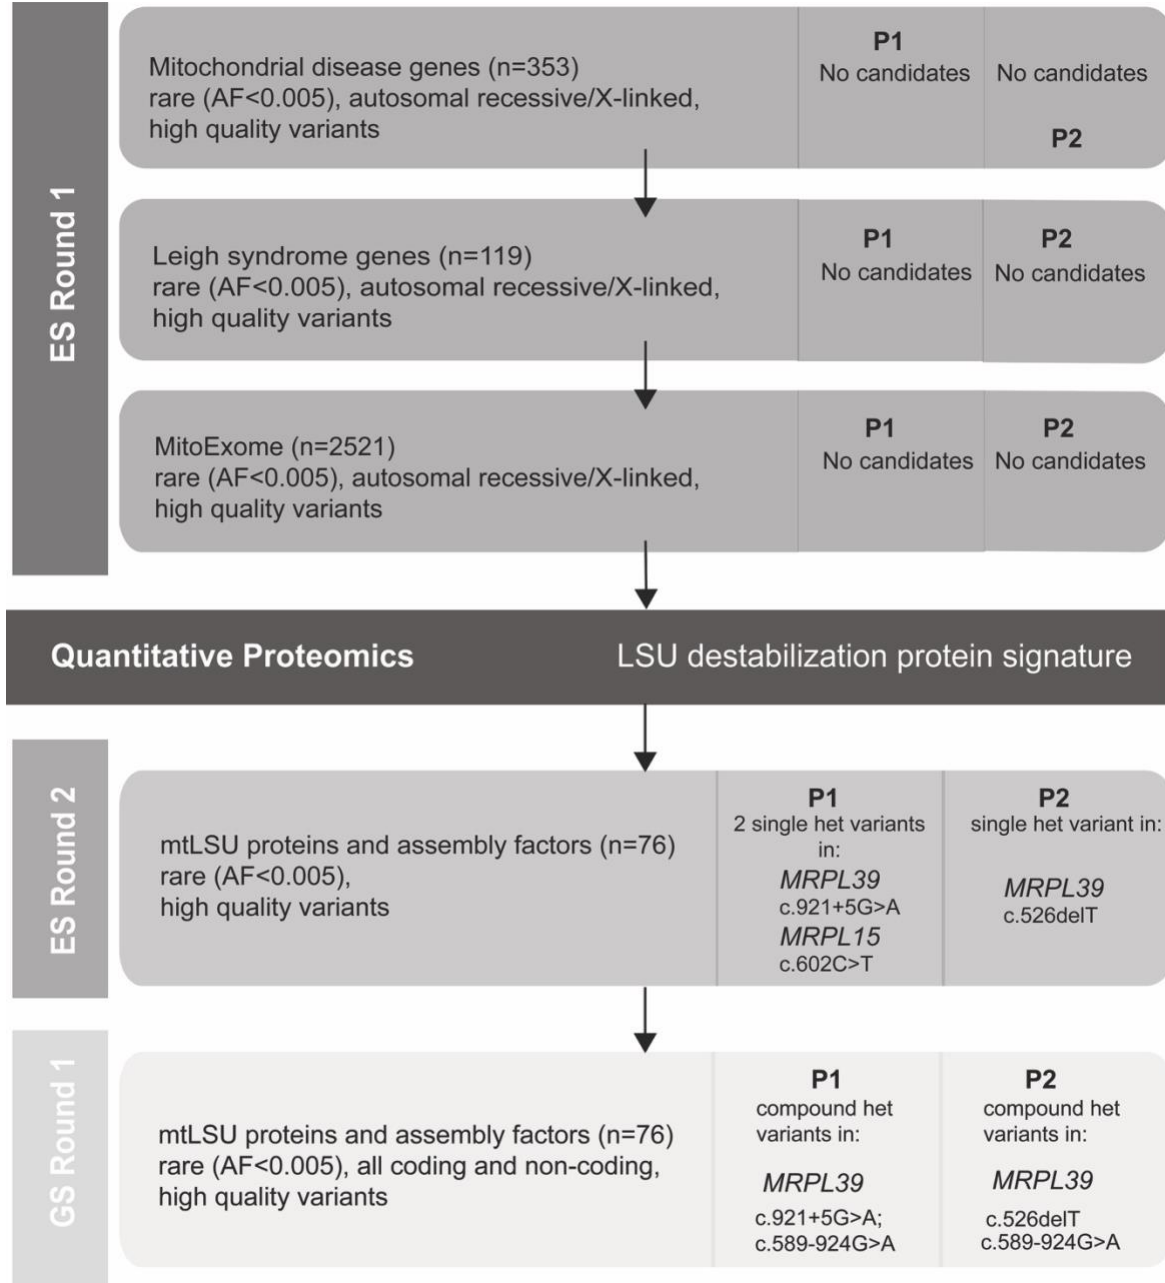 ES Round 1
Mitochondrial disease genes (n=353)
rare (AF<0.005), autosomal recessive/X-linked,
high quality variants
P1
No candidates
No candidates
P2
Leigh syndrome genes (n=119)
rare (AF<0.005), autosomal recessive/X-linked,
high quality variants
P1
No candidates
P2
No candidates
MitoExome (n=2521)
rare (AF<0.005), autosomal recessive/X-linked,
high quality variants
P1
No candidates
P2
No candidates
Quantitative Proteomics
LSU destabilization protein signature
ES Round 2
mtLSU proteins and assembly factors (n=76)
rare (AF<0.005),
high quality variants
P1
2 single het variants
in:
MRPL39
c.921+5G>A
MRPL15
c.602C>T
P2
single het variant in:
MRPL39
c.526delT
GS Round 1
mtLSU proteins and assembly factors (n=76)
rare (AF<0.005), all coding and non-coding,
high quality variants
P1
compound het
variants in:
MRPL39
c.921+5G>A;
c.589-924G>A
P2
compound het
variants in:
MRPL39
c.526delT
c.589-924G>A